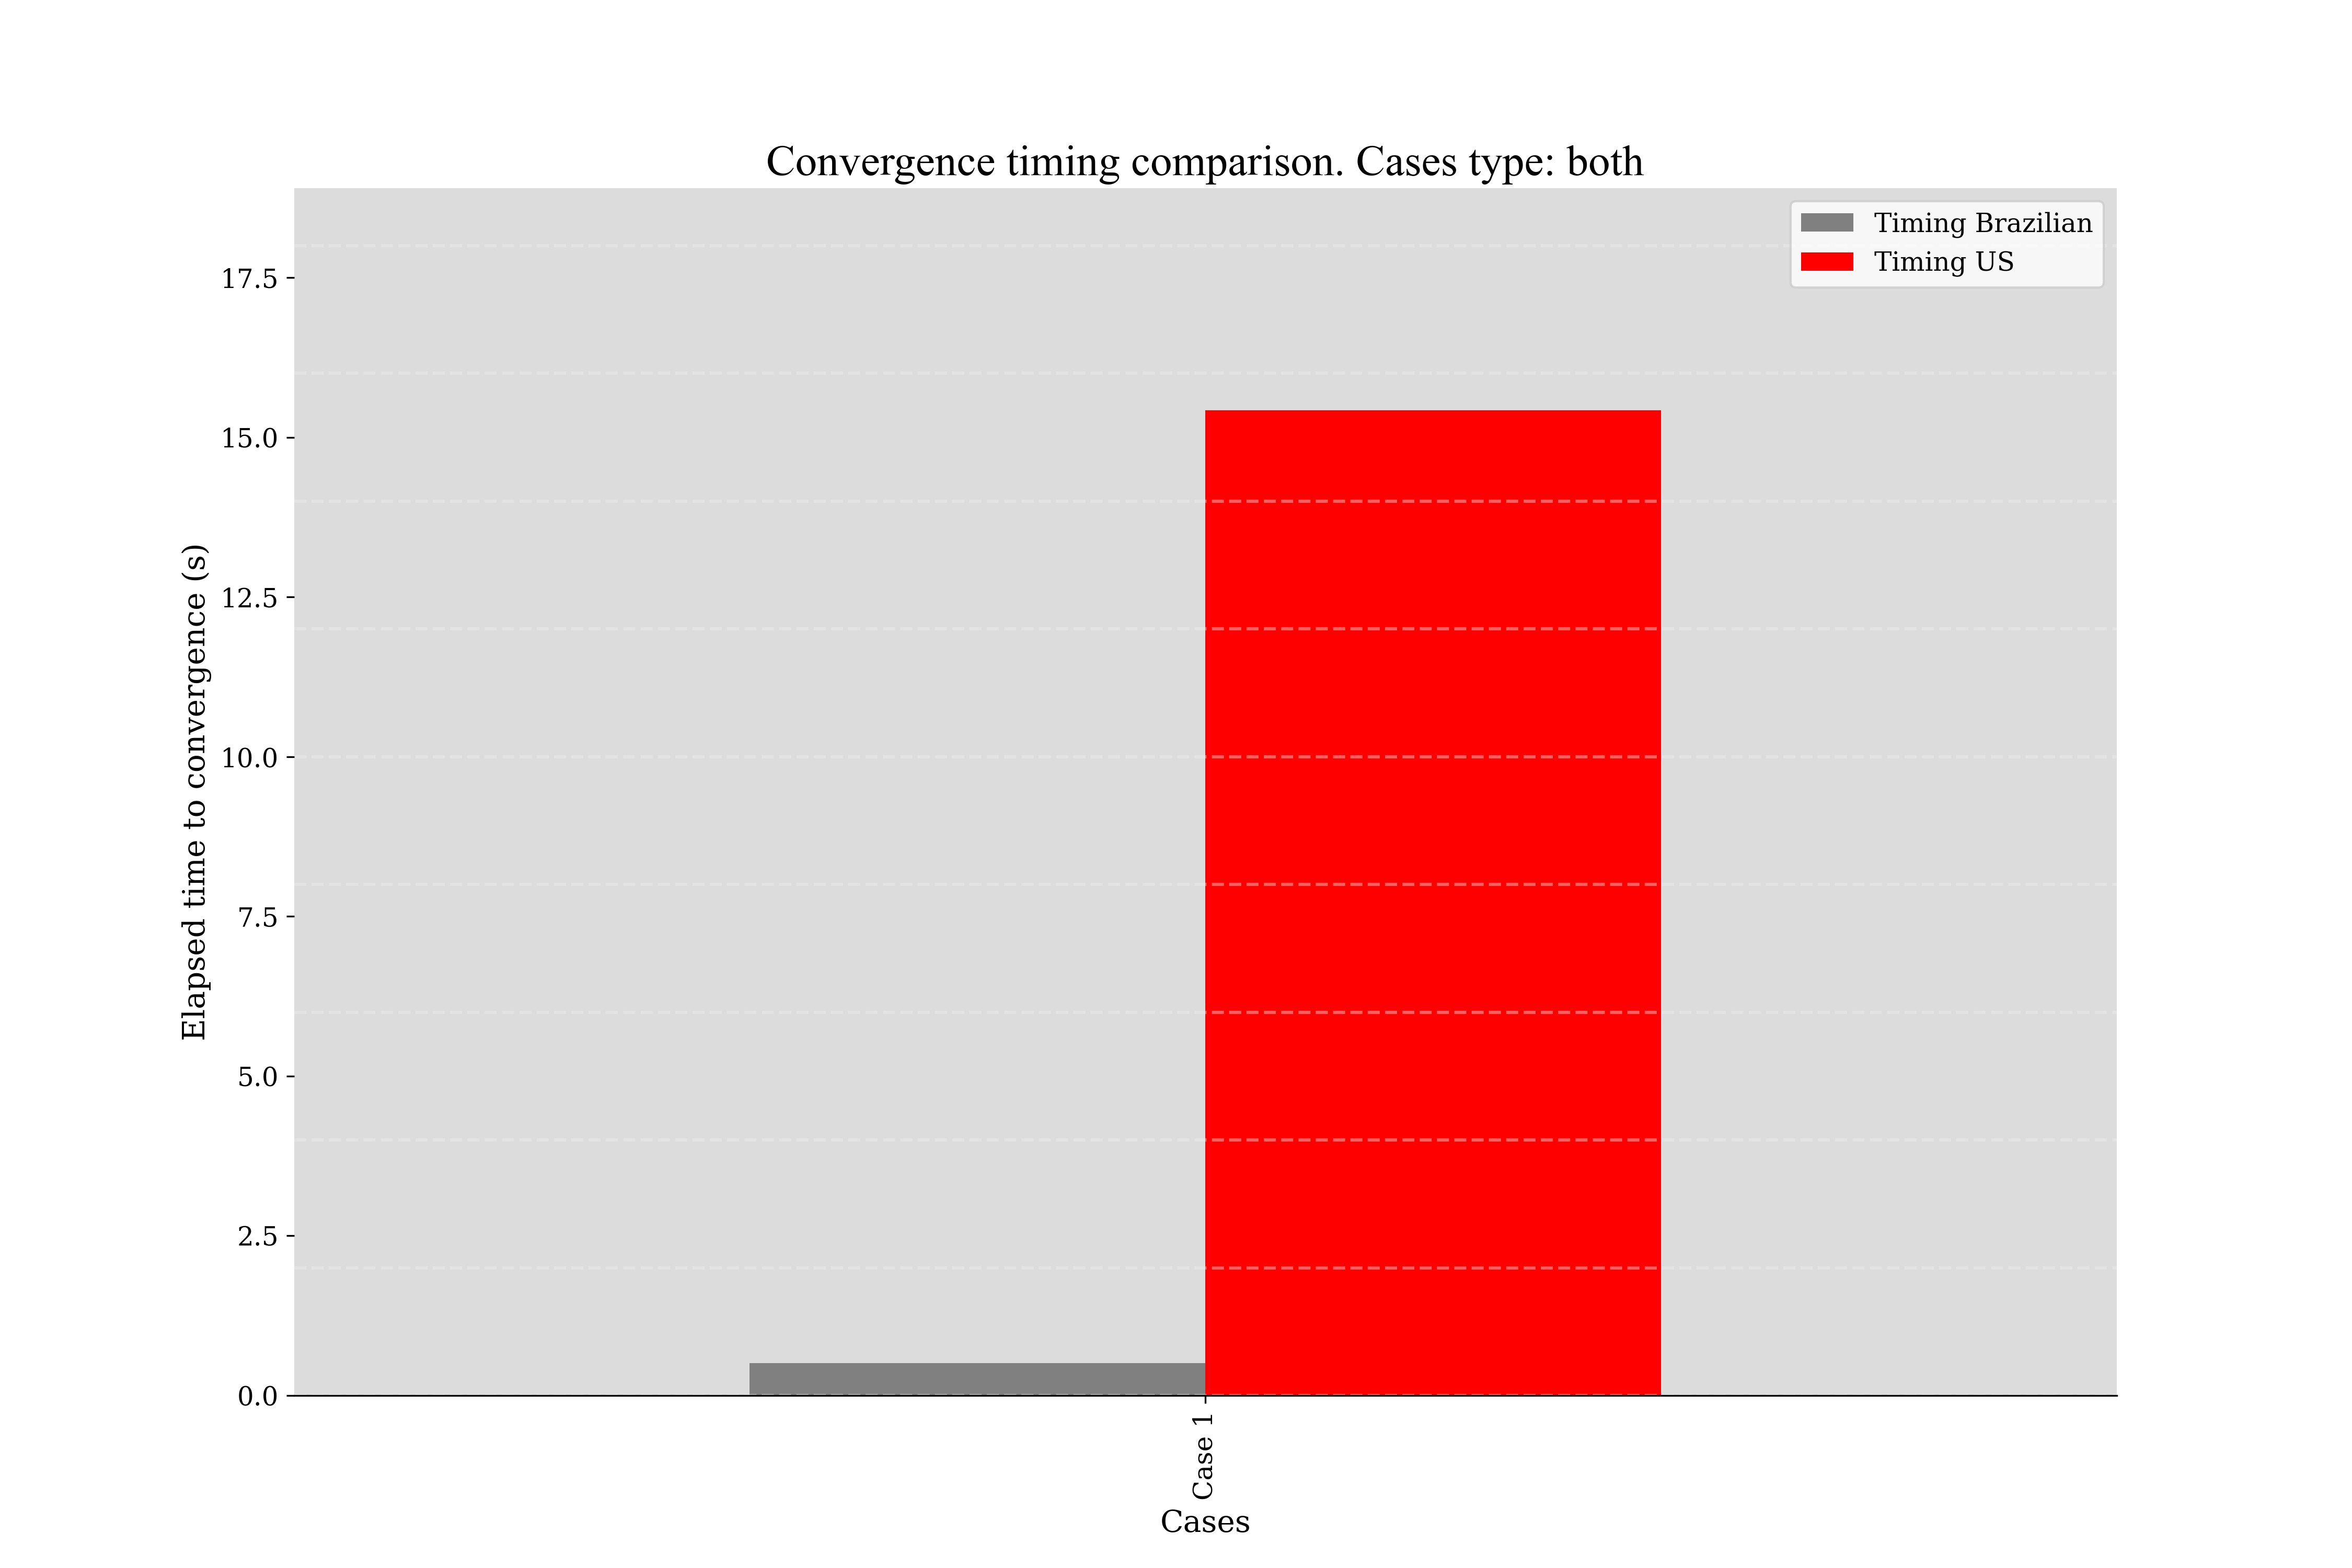 Convergence timing comparison. Cases type: both
Timing Brazilian
Timing US
17.5
15.0
12.5
10.0
7.5
5.0
2.5
0.0
Elapsed time to convergence (s)
Case 1
Cases